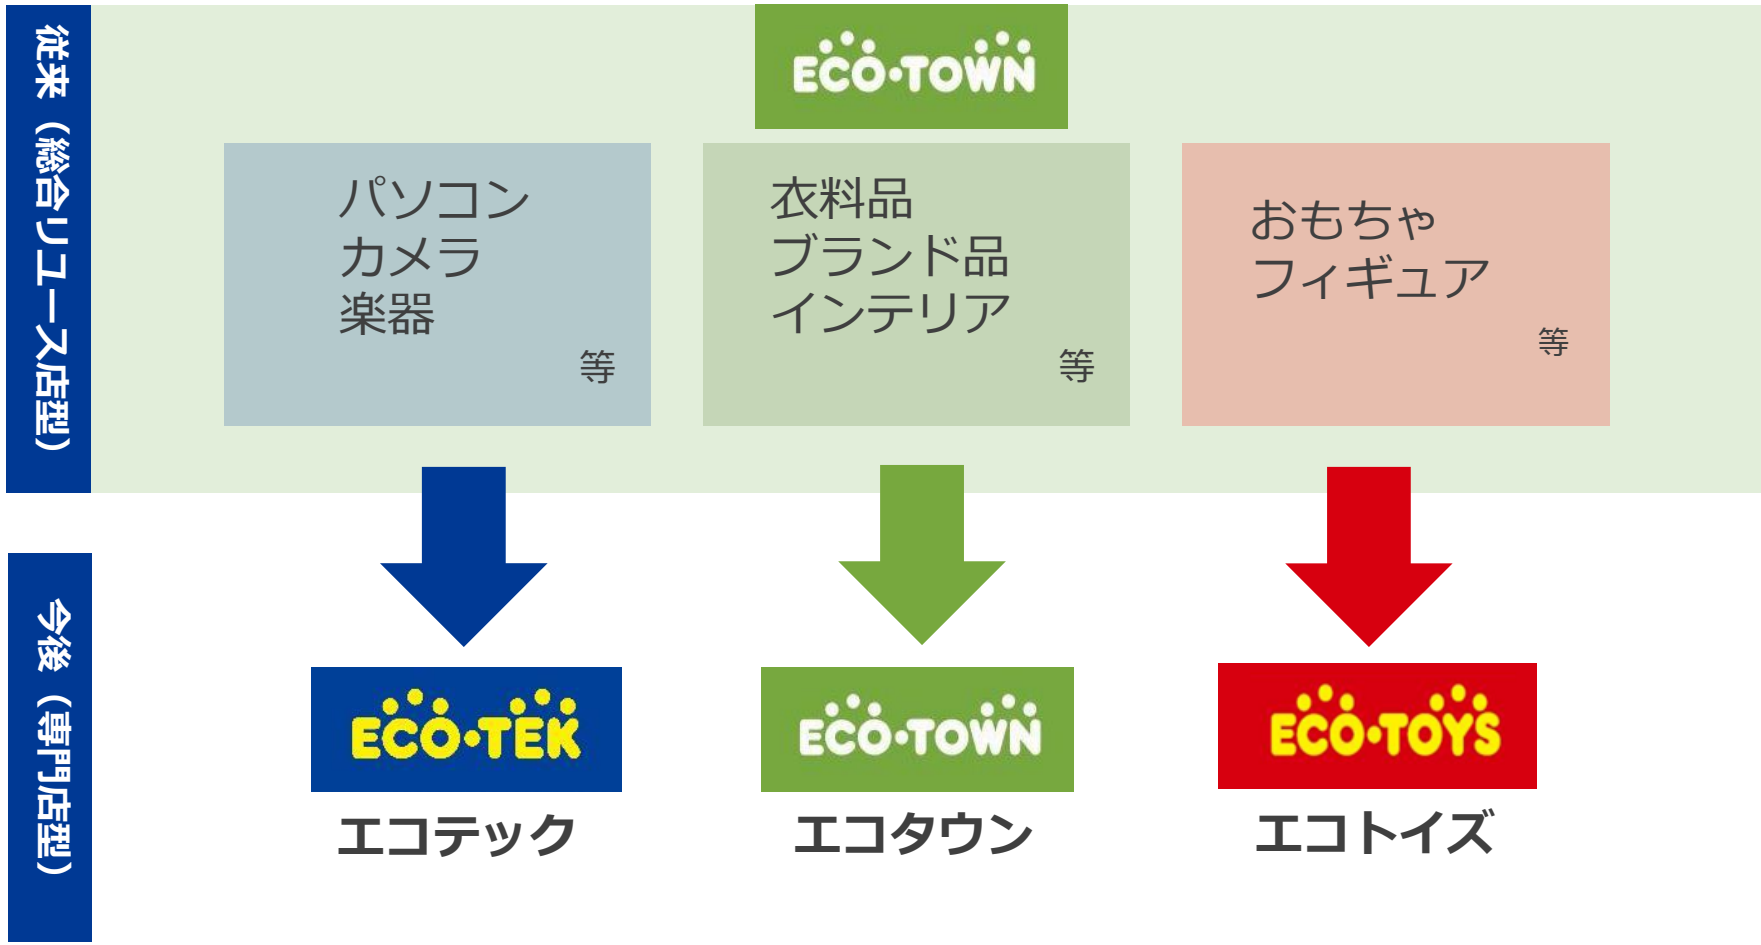 従来（総合リユース店型）
ECO・TOWN
パソコン
カメラ
楽器
等
衣料品
ブランド品
インテリア
等
おもちゃ
フィギュア
等
今後（専門店型）
ECO・TEK
エコテック
ECO・TOWN
エコタウン
ECO・TOYS
エコトイズ